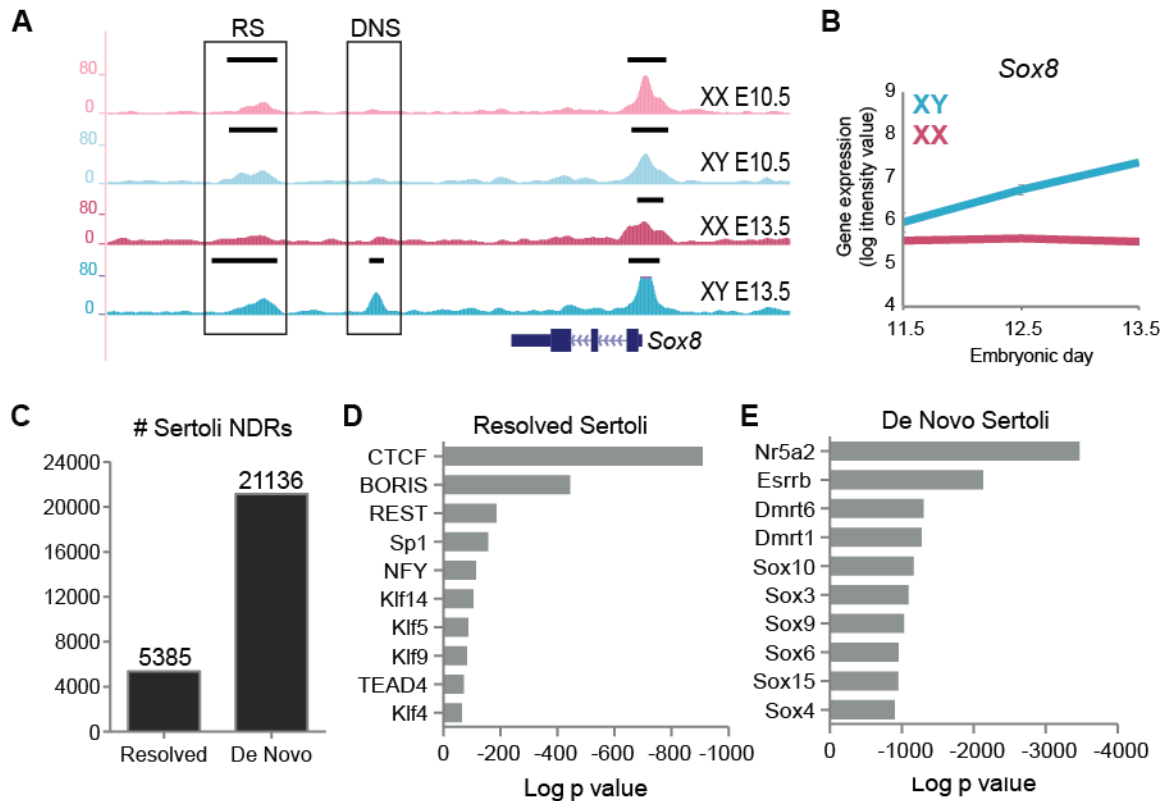 A
RS
DNS
80
0
XX E10.5
80
0
XY E10.5
80
0
XX E13.5
80
0
XY E13.5
Sox8
B
Sox8
XY
XX
Gene expression
(log itnensity value)
9
8
7
6
5
4
11.5
12.5
13.5
Embryonic day
C
# Sertoli NDRs
24000
20000
16000
12000
8000
4000
0
5385
21136
Resolved
De Novo
D
Resolved Sertoli
CTCF
BORIS
REST
Sp1
NFY
Klf14
Klf5
Klf9
TEAD4
Klf4
0 -200 -400 -600 -800 -1000
Log p value
E
De Novo Sertoli
Nr5a2
Esrrb
Dmrt6
Dmrt1
Sox10
Sox3
Sox9
Sox6
Sox15
Sox4
0 -1000 -2000 -3000 -4000
Log p value